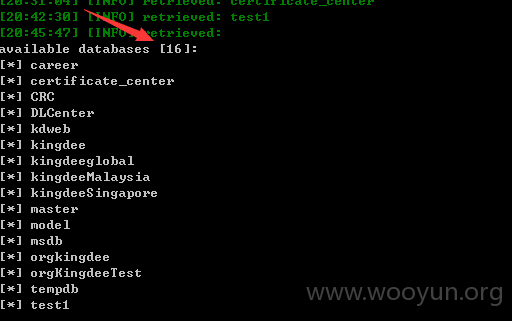 [20:31:04] [INFO] retrieved: certificate_center
[20:42:30] [INFO] retrieved: test1
[20:45:47] [INFO] retrieved:
available databases [16]:
[*] career
[*] certificate_center
[*] CRC
[*] DLCenter
[*] kdweb
[*] kingdee
[*] kingdeeglobal
[*] kingdeeMalaysia
[*] kingdeeSingapore
[*] master
[*] model
[*] msdb
[*] orgkingdee
[*] orgKingdeeTest
[*] tempdb
[*] test1
www.wooyun.org